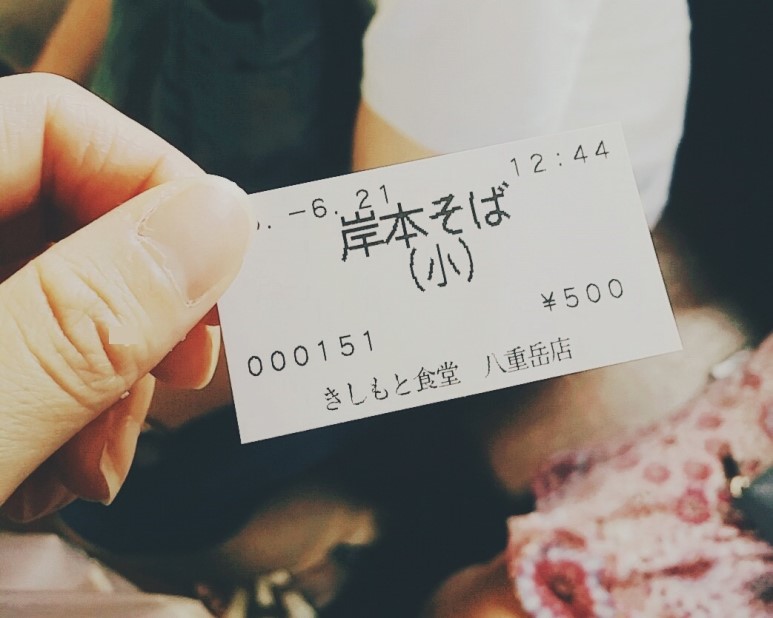 . -6. 21 12:44
岸本そば
(小)
¥500
000151
きしもと食堂 八重岳店